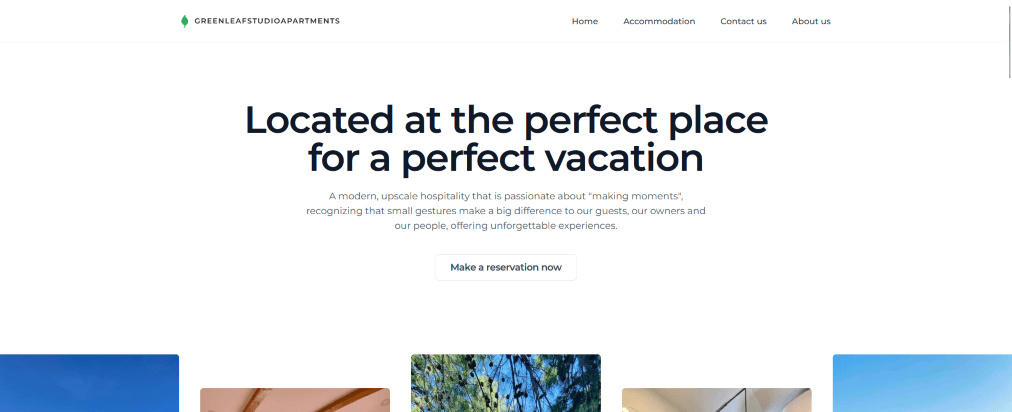 GREENLEAFSTUDIOAPARTMENTS
Home
Accommodation
Contact us
About us
Located at the perfect place
for a perfect vacation
A modern, upscale hospitality that is passionate about "making moments",
recognizing that small gestures make a big difference to our guests, our owners and
our people, offering unforgettable experiences.
Make a reservation now